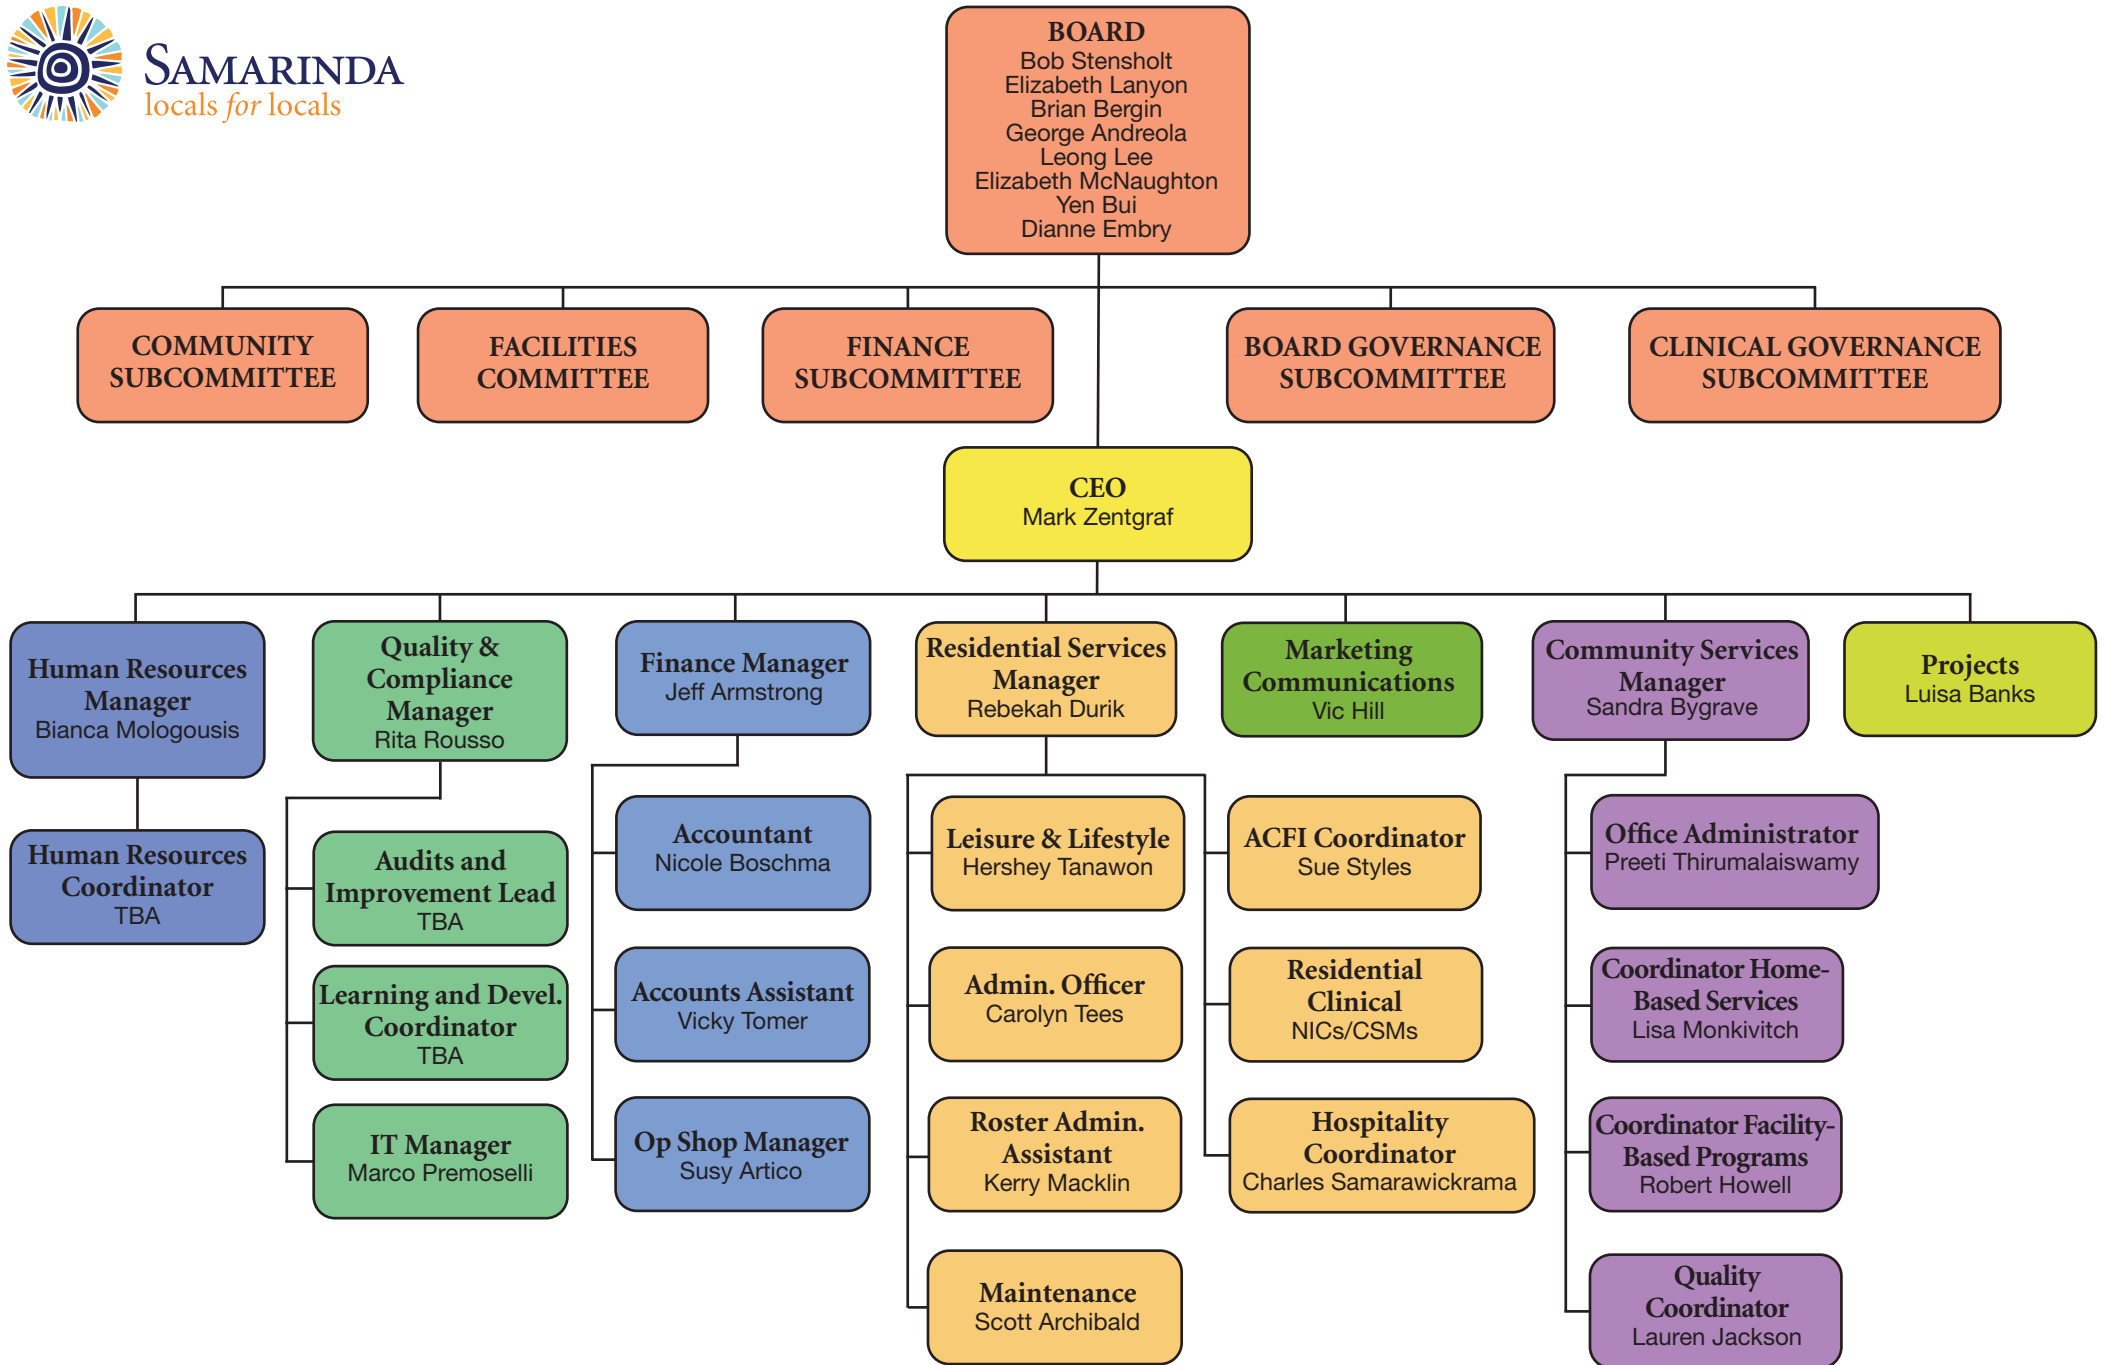 SAMARINDA
locals for locals
BOARD
Bob Stensholt
Elizabeth Lanyon
Brian Bergin
George Andreola
Leong Lee
Elizabeth McNaughton
Yen Bui
Dianne Embry
COMMUNITY
SUBCOMMITTEE
FACILITIES
COMMITTEE
FINANCE
SUBCOMMITTEE
BOARD GOVERNANCE
SUBCOMMITTEE
CLINICAL GOVERNANCE
SUBCOMMITTEE
CEO
Mark Zentgraf
Human Resources
Manager
Bianca Mologousis
Quality &
Compliance
Manager
Rita Rousso
Finance Manager
Jeff Armstrong
Residential Services
Manager
Rebekah Durik
Marketing
Communications
Vic Hill
Community Services
Manager
Sandra Bygrave
Projects
Luisa Banks
Human Resources
Coordinator
TBA
Audits and
Improvement Lead
TBA
Learning and Devel.
Coordinator
TBA
IT Manager
Marco Premoselli
Accountant
Nicole Boschma
Accounts Assistant
Vicky Tomer
Op Shop Manager
Susy Artico
Leisure & Lifestyle
Hershey Tanawon
Admin. Officer
Carolyn Tees
Roster Admin.
Assistant
Kerry Macklin
Maintenance
Scott Archibald
ACFI Coordinator
Sue Styles
Residential
Clinical
NICs/CSMs
Hospitality
Coordinator
Charles Samarawickrama
Office Administrator
Preeti Thirumalaiswamy
Coordinator Home-
Based Services
Lisa Monkivitch
Coordinator Facility-
Based Programs
Robert Howell
Quality
Coordinator
Lauren Jackson